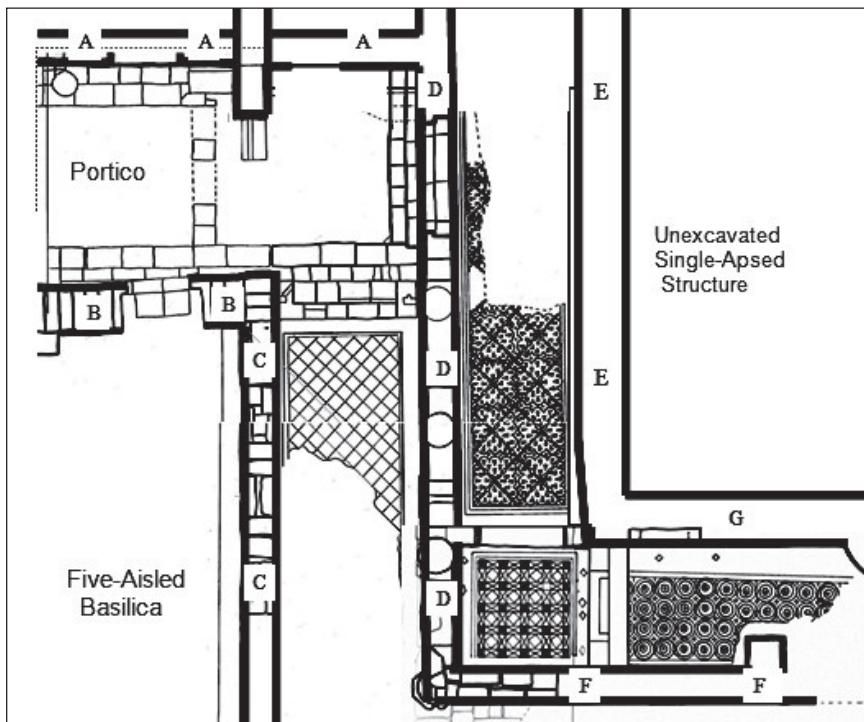 A A A
D E
Portico
Unexcavated
Single-Apsed
Structure
B B
C D E
G
Five-Aisled
Basilica
C D
F F